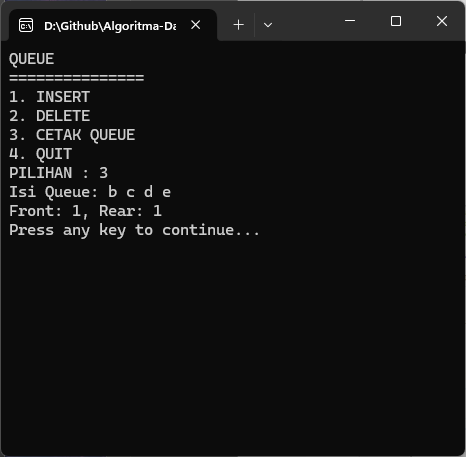 D:\Github\Algoritma-Da
QUEUE
===============
1. INSERT
2. DELETE
3. CETAK QUEUE
4. QUIT
PILIHAN : 3
Isi Queue: b c d e
Front: 1, Rear: 1
Press any key to continue...